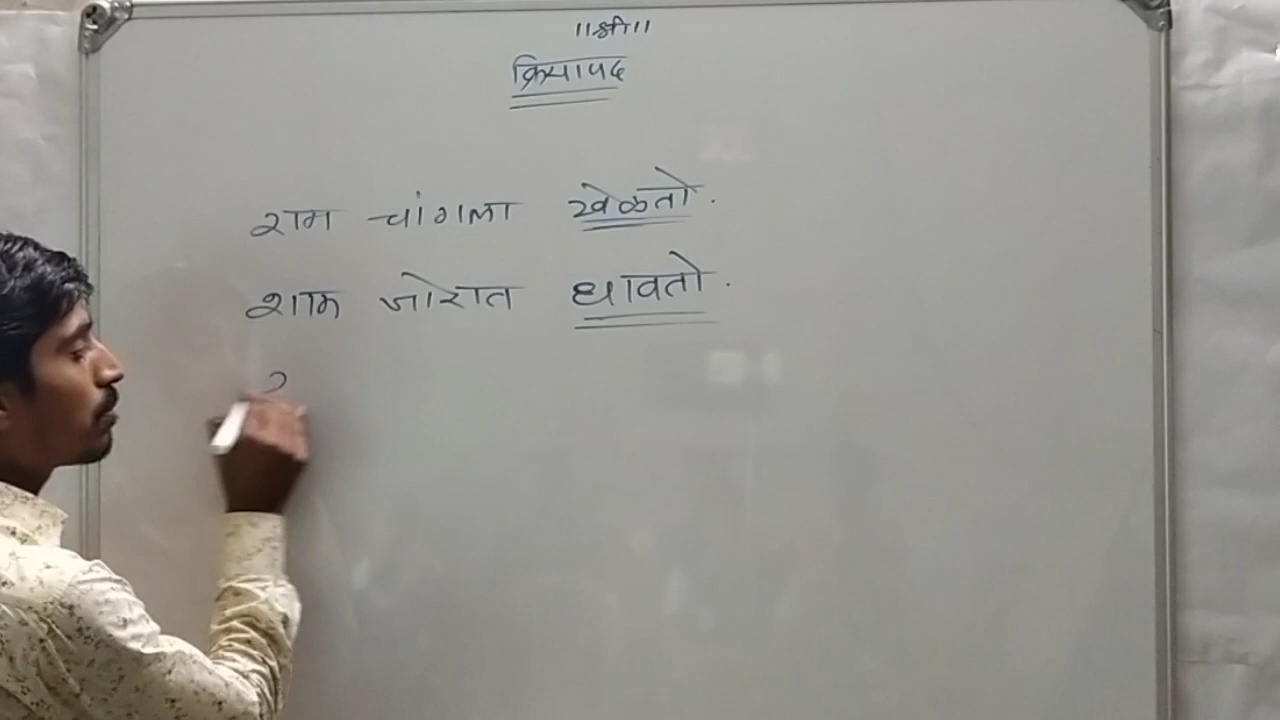 ॥श्री॥
क्रियापद
राम चांगला खेळतो.
शाम जोरात धावतो.